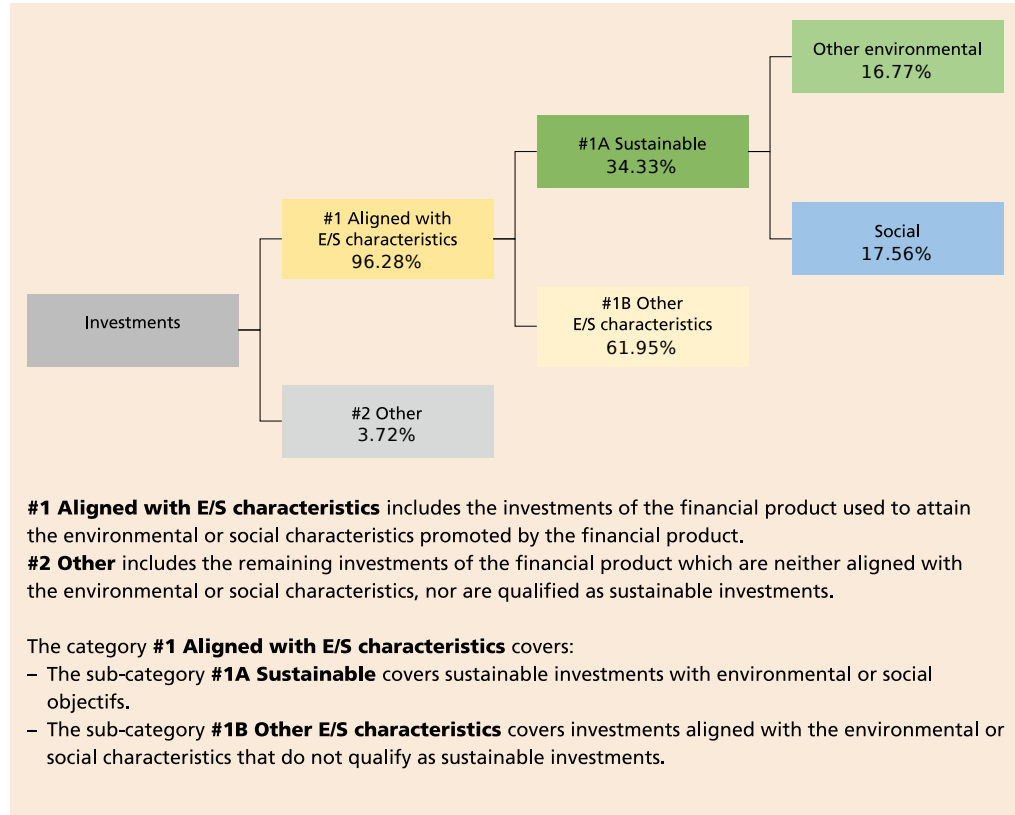 Other environmental
16.77%
#1A Sustainable
34.33%
#1 Aligned with
E/S characteristics
96.28%
Social
17.56%
Investments
#1B Other
E/S characteristics
61.95%
#2 Other
3.72%
#1 Aligned with E/S characteristics includes the investments of the financial product used to attain
the environmental or social characteristics promoted by the financial product.
#2 Other includes the remaining investments of the financial product which are neither aligned with
the environmental or social characteristics, nor are qualified as sustainable investments.
The category #1 Aligned with E/S characteristics covers:
– The sub-category #1A Sustainable covers sustainable investments with environmental or social
objectifs.
– The sub-category #1B Other E/S characteristics covers investments aligned with the environmental or
social characteristics that do not qualify as sustainable investments.